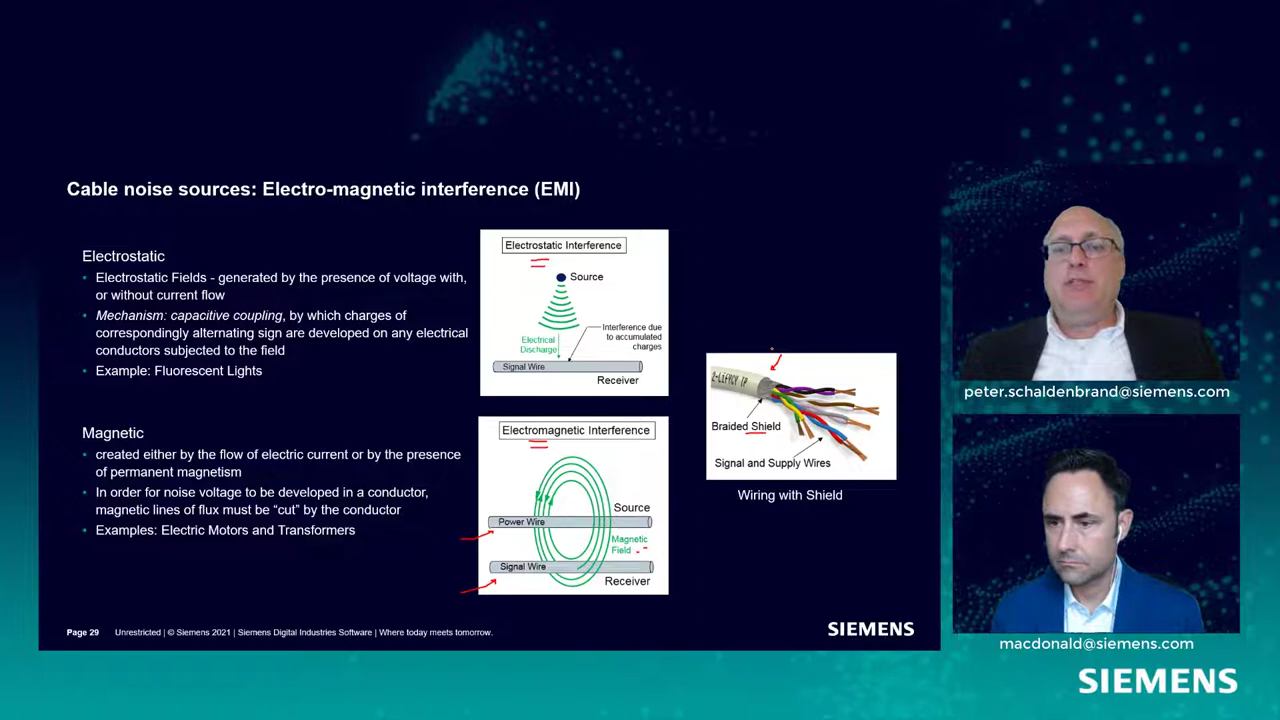 Cable noise sources: Electro-magnetic interference (EMI)
Electrostatic
Electrostatic Fields - generated by the presence of voltage with,
or without current flow
Mechanism: capacitive coupling, by which charges of
correspondingly alternating sign are developed on any electrical
conductors subjected to the field
Example: Fluorescent Lights
Magnetic
created either by the flow of electric current or by the presence
of permanent magnetism
In order for noise voltage to be developed in a conductor,
magnetic lines of flux must be “cut” by the conductor
Examples: Electric Motors and Transformers
Electrostatic Interference
Source
Interference due
to accumulated
charges
Electrical
Discharge
Signal Wire
Receiver
Electromagnetic Interference
Source
Power Wire
Magnetic
Field
Signal Wire
Receiver
2-LiFYCY TP
Braided Shield
Signal and Supply Wires
Wiring with Shield
Page 29 Unrestricted | © Siemens 2021 | Siemens Digital Industries Software | Where today meets tomorrow.
SIEMENS
peter.schaldenbrand@siemens.com
macdonald@siemens.com
SIEMENS